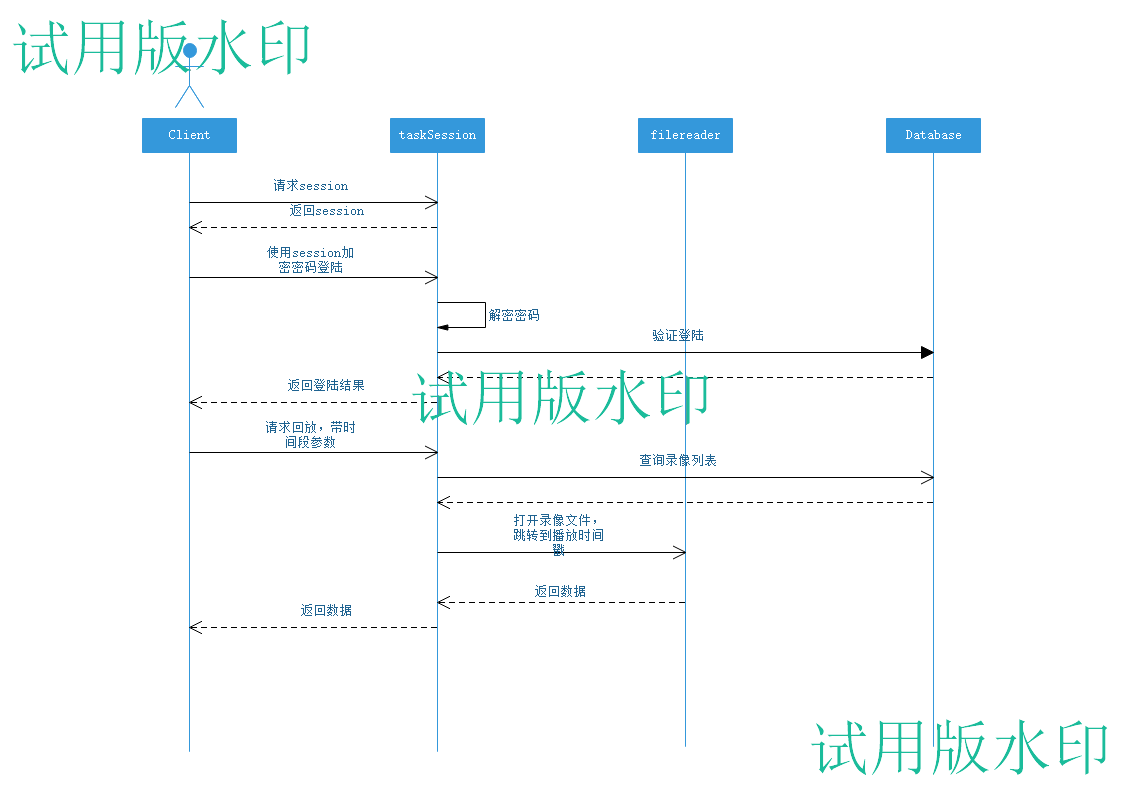 试用版水印
Client
taskSession
filereader
Database
请求session
返回session
使用session加
密密码登陆
解密密码
验证登陆
试用版水印
返回登陆结果
请求回放，带时
间段参数
查询录像列表
打开录像文件，
跳转到播放时间
戳
返回数据
返回数据
试用版水印